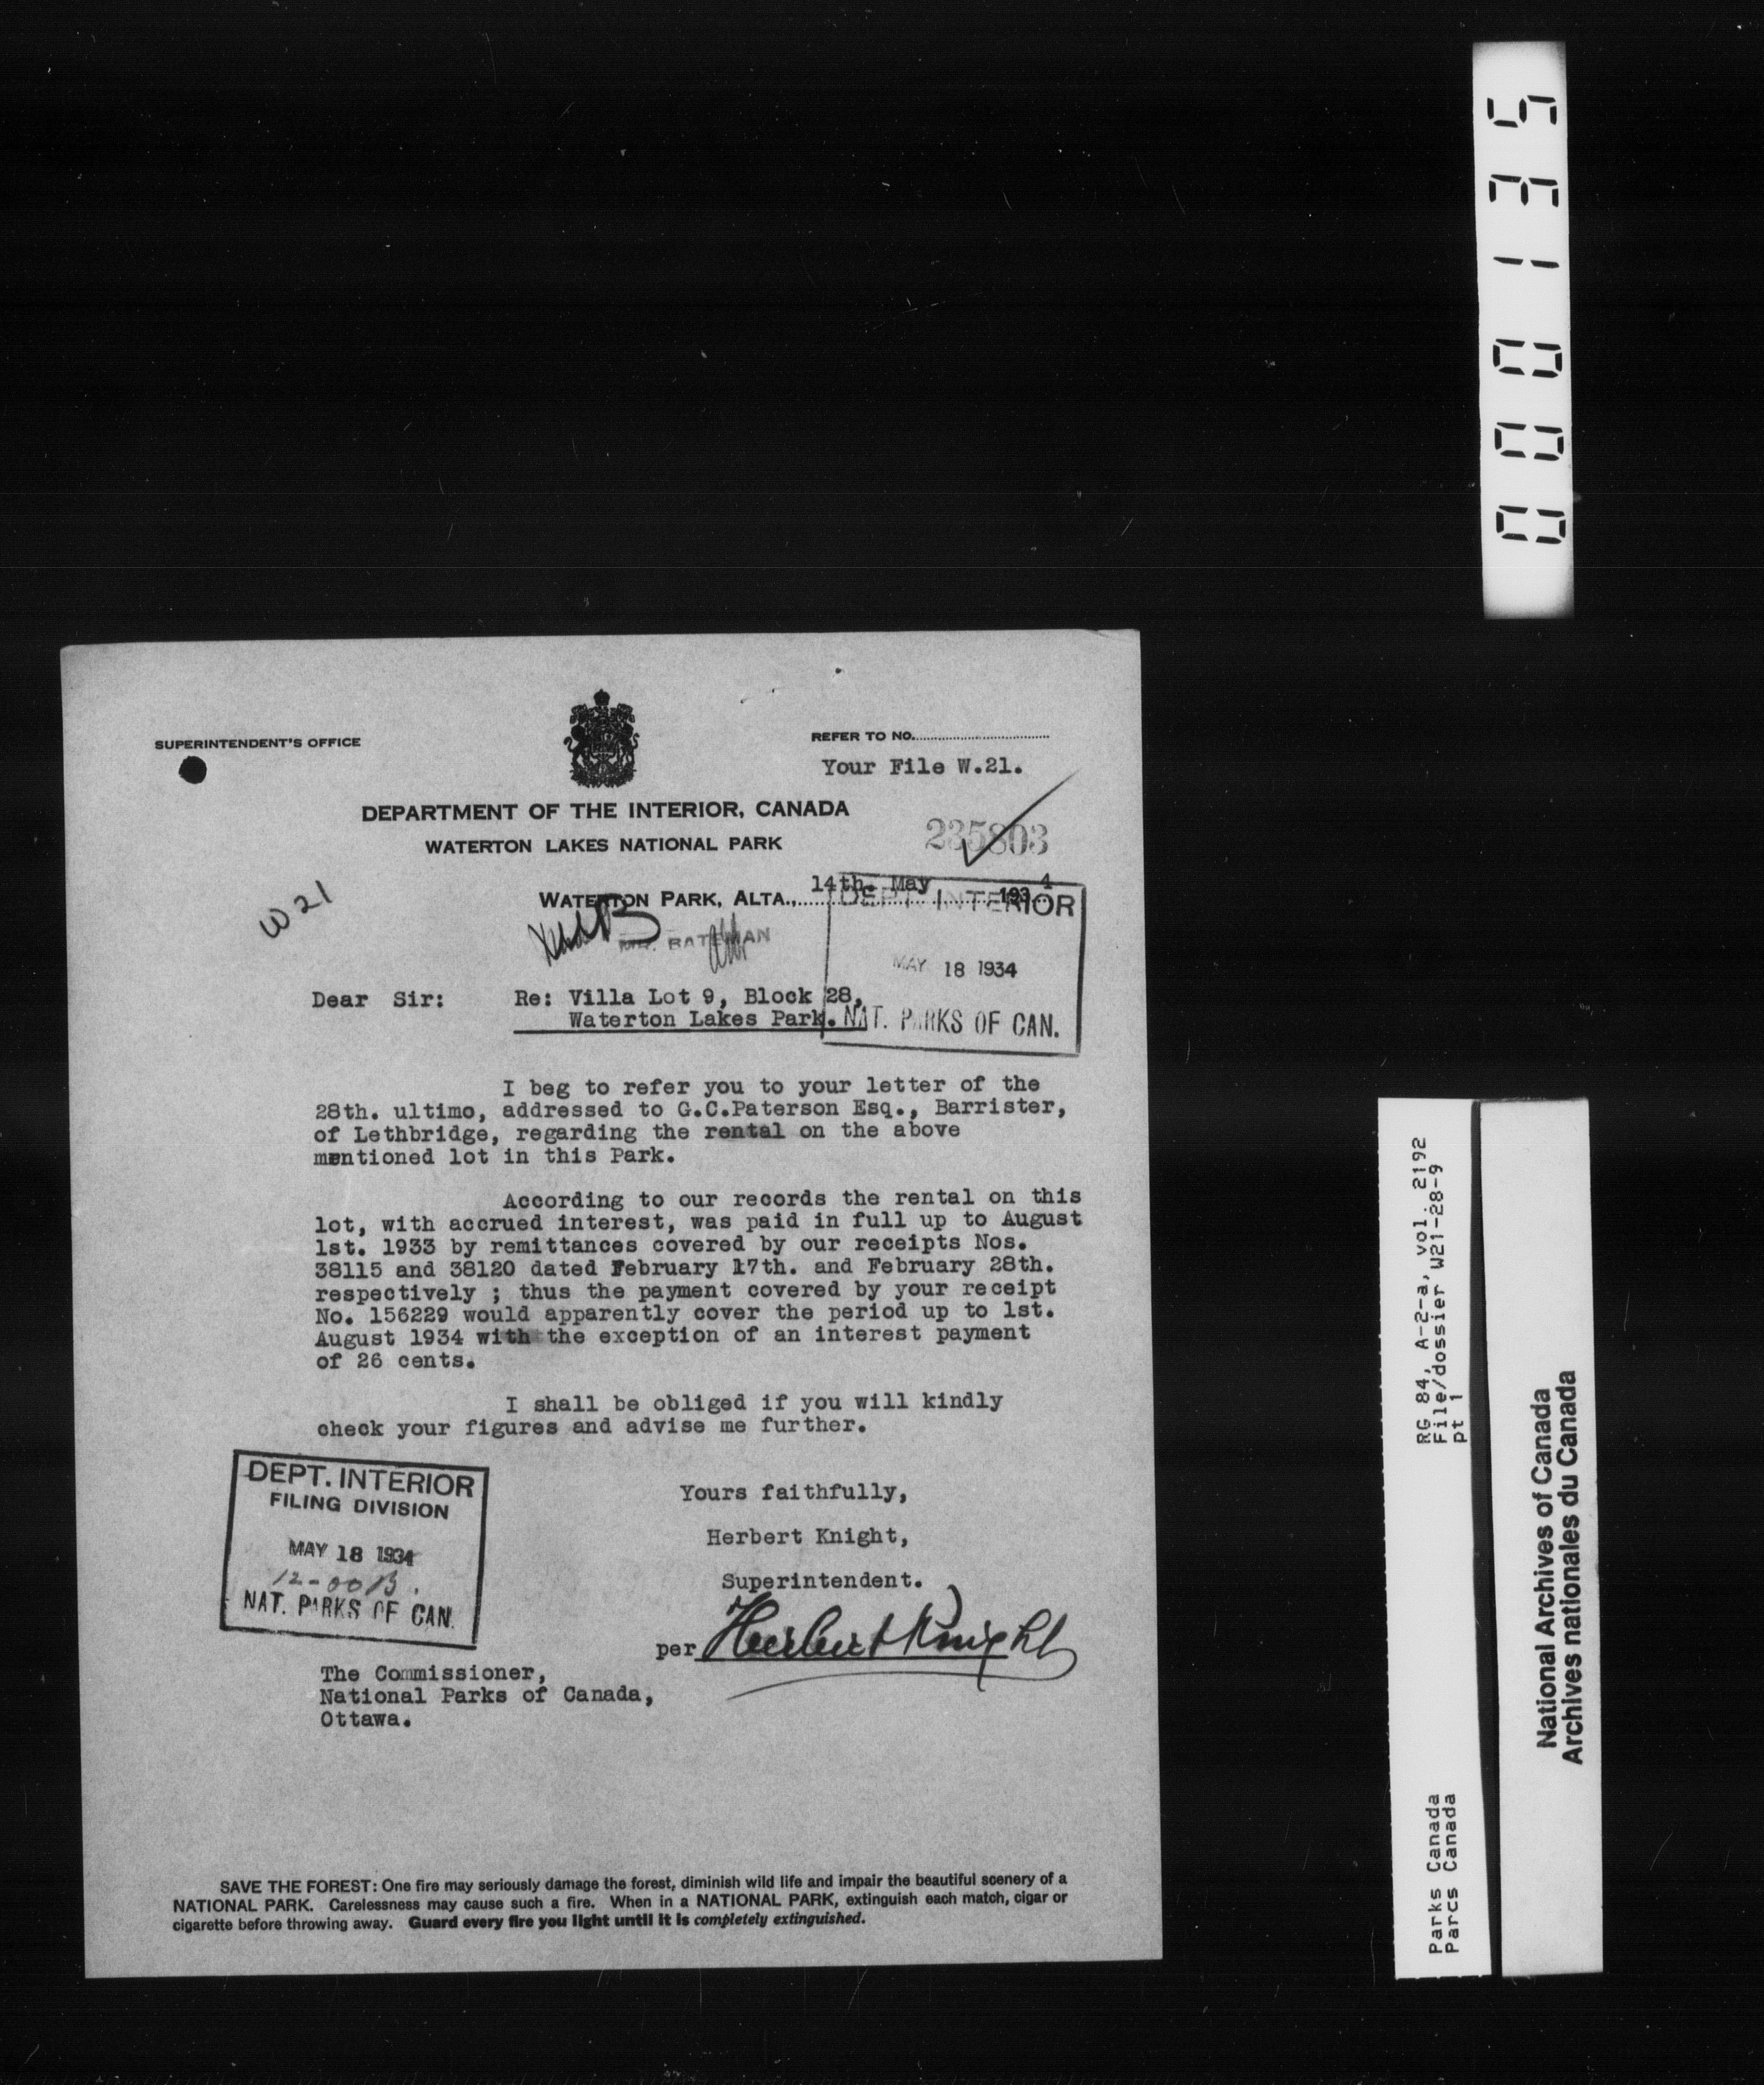 000135
SUPERINTENDENT'S OFFICE
REFER TO NO.
Your File W.21.
DEPARTMENT OF THE INTERIOR, CANADA
WATERTON LAKES NATIONAL PARK
235803
W 21
WATERTON PARK, ALTA., 14th. May 1934
MR. BATEMAN
DEPT. INTERIOR
MAY 18 1934
NAT. PARKS OF CAN.
Dear Sir: Re: Villa Lot 9, Block 28,
Waterton Lakes Park.
I beg to refer you to your letter of the
28th. ultimo, addressed to G.C.Paterson Esq., Barrister,
of Lethbridge, regarding the rental on the above
mentioned lot in this Park.
According to our records the rental on this
lot, with accrued interest, was paid in full up to August
1st. 1933 by remittances covered by our receipts Nos.
38115 and 38120 dated February 17th. and February 28th.
respectively ; thus the payment covered by your receipt
No. 156229 would apparently cover the period up to 1st.
August 1934 with the exception of an interest payment
of 26 cents.
I shall be obliged if you will kindly
check your figures and advise me further.
DEPT. INTERIOR
FILING DIVISION
MAY 18 1934
12-00 B.
NAT. PARKS OF CAN.
Yours faithfully,
Herbert Knight,
Superintendent.
per Herbert Knight
The Commissioner,
National Parks of Canada,
Ottawa.
SAVE THE FOREST: One fire may seriously damage the forest, diminish wild life and impair the beautiful scenery of a
NATIONAL PARK. Carelessness may cause such a fire. When in a NATIONAL PARK, extinguish each match, cigar or
cigarette before throwing away. Guard every fire you light until it is completely extinguished.
RG 84, A-2-a, vol. 2192
File/dossier W21-28-9
pt 1
Parks Canada
Parcs Canada
National Archives of Canada
Archives nationales du Canada